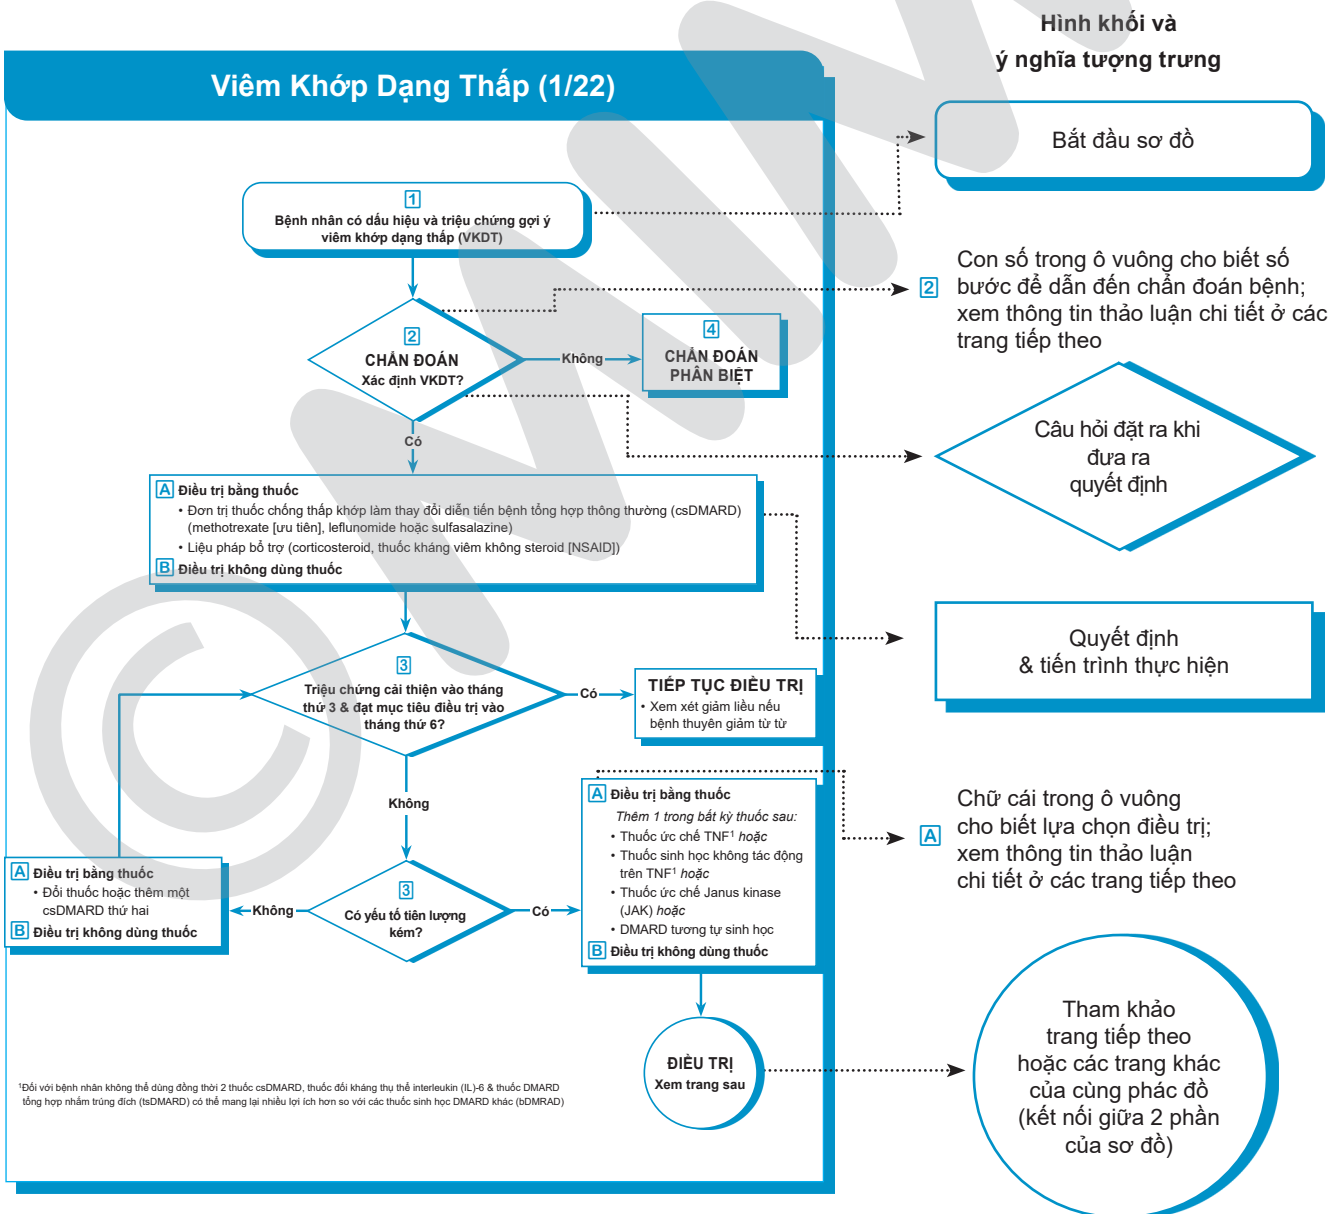 Hình khối và
ý nghĩa tượng trưng
Viêm Khớp Dạng Thấp (1/22)
Bắt đầu sơ đồ
1
Bệnh nhân có dấu hiệu và triệu chứng gợi ý
viêm khớp dạng thấp (VKDT)
2
Con số trong ô vuông cho biết số
bước để dẫn đến chẩn đoán bệnh;
xem thông tin thảo luận chi tiết ở các
trang tiếp theo
2
CHẨN ĐOÁN
Xác định VKDT?
Không
4
CHẨN ĐOÁN
PHÂN BIỆT
Có
Câu hỏi đặt ra khi
đưa ra
quyết định
A Điều trị bằng thuốc
• Đơn trị thuốc chống thấp khớp làm thay đổi diễn tiến bệnh tổng hợp thông thường (csDMARD)
(methotrexate [ưu tiên], leflunomide hoặc sulfasalazine)
• Liệu pháp bổ trợ (corticosteroid, thuốc kháng viêm không steroid [NSAID])
B Điều trị không dùng thuốc
Quyết định
& tiến trình thực hiện
3
Triệu chứng cải thiện vào tháng
thứ 3 & đạt mục tiêu điều trị vào
tháng thứ 6?
Có
TIẾP TỤC ĐIỀU TRỊ
• Xem xét giảm liều nếu
bệnh thuyên giảm từ từ
Không
A Điều trị bằng thuốc
Thêm 1 trong bất kỳ thuốc sau:
• Thuốc ức chế TNF¹ hoặc
• Thuốc sinh học không tác động
trên TNF¹ hoặc
• Thuốc ức chế Janus kinase
(JAK) hoặc
• DMARD tương tự sinh học
B Điều trị không dùng thuốc
A
Chữ cái trong ô vuông
cho biết lựa chọn điều trị;
xem thông tin thảo luận
chi tiết ở các trang tiếp theo
A Điều trị bằng thuốc
• Đổi thuốc hoặc thêm một
csDMARD thứ hai
B Điều trị không dùng thuốc
Không
3
Có yếu tố tiên lượng
kém?
Có
ĐIỀU TRỊ
Xem trang sau
Tham khảo
trang tiếp theo
hoặc các trang khác
của cùng phác đồ
(kết nối giữa 2 phần
của sơ đồ)
¹Đối với bệnh nhân không thể dùng đồng thời 2 thuốc csDMARD, thuốc đối kháng thụ thể interleukin (IL)-6 & thuốc DMARD
tổng hợp nhắm trúng đích (tsDMARD) có thể mang lại nhiều lợi ích hơn so với các thuốc sinh học DMARD khác (bDMRAD)